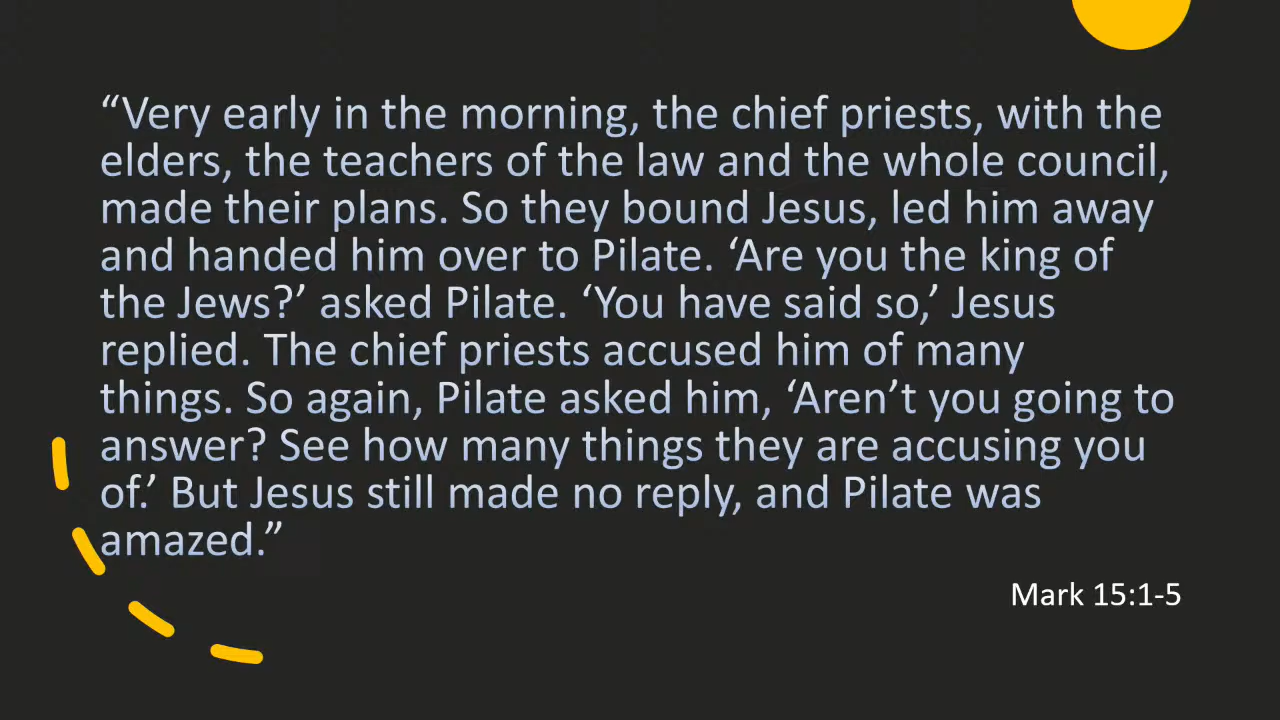 “Very early in the morning, the chief priests, with the
elders, the teachers of the law and the whole council,
made their plans. So they bound Jesus, led him away
and handed him over to Pilate. ‘Are you the king of
the Jews?’ asked Pilate. ‘You have said so,’ Jesus
replied. The chief priests accused him of many
things. So again, Pilate asked him, ‘Aren’t you going to
answer? See how many things they are accusing you
of.’ But Jesus still made no reply, and Pilate was
amazed.”
Mark 15:1-5